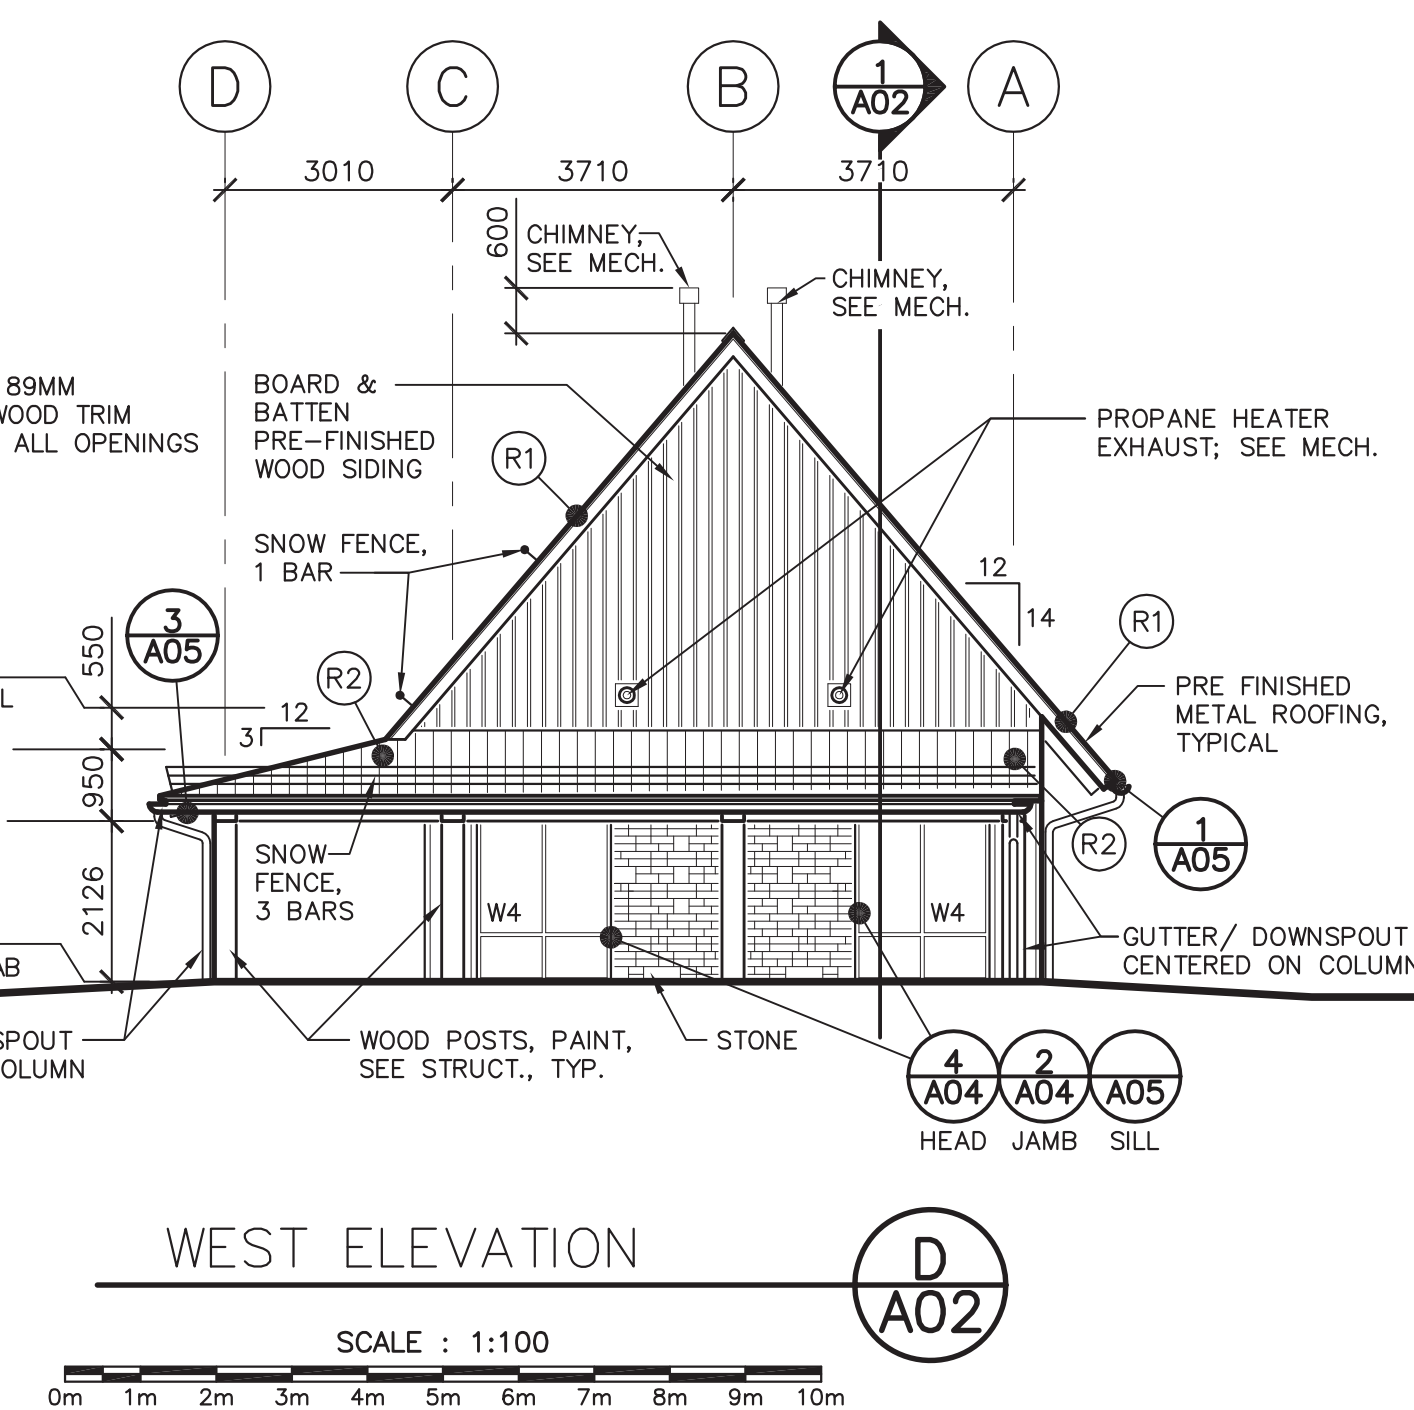 D
C
B
1
A02
A
3010
3710
3710
600
CHIMNEY,
SEE MECH.
CHIMNEY,
SEE MECH.
89MM
WOOD TRIM
ALL OPENINGS
BOARD &
BATTEN
PRE-FINISHED
WOOD SIDING
R1
PROPANE HEATER
EXHAUST; SEE MECH.
SNOW FENCE,
1 BAR
12
14
3
A05
550
R1
R2
L
12
3
PRE FINISHED
METAL ROOFING,
TYPICAL
950
R2
1
A05
2126
SNOW
FENCE,
3 BARS
W4
W4
GUTTER/ DOWNSPOUT
CENTERED ON COLUMN
AB
SPOUT
OLUMN
WOOD POSTS, PAINT,
SEE STRUCT., TYP.
STONE
4
A04
2
A04
A05
HEAD JAMB SILL
WEST ELEVATION
D
A02
SCALE : 1:100
0m 1m 2m 3m 4m 5m 6m 7m 8m 9m 10m